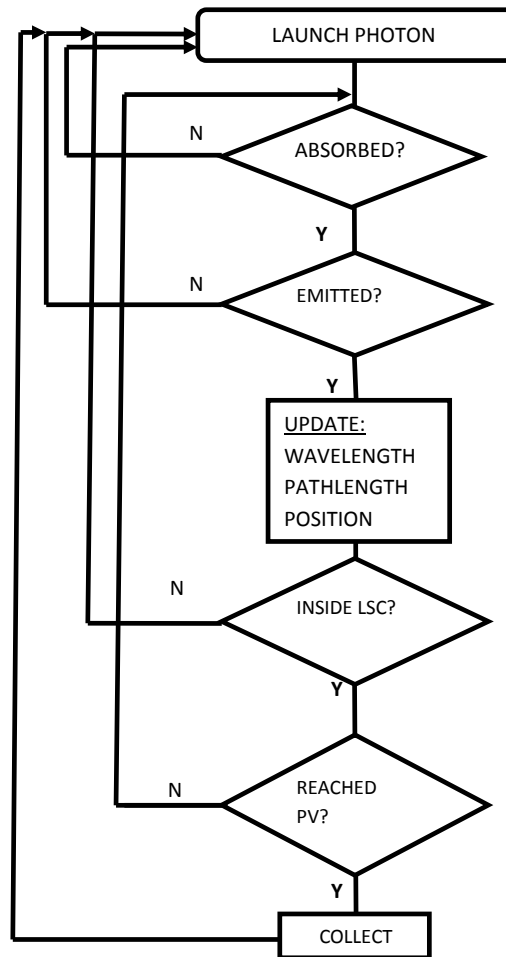 LAUNCH PHOTON
N
ABSORBED?
Y
N
EMITTED?
Y
UPDATE:
WAVELENGTH
PATHLENGTH
POSITION
N
INSIDE LSC?
Y
N
REACHED
PV?
Y
COLLECT